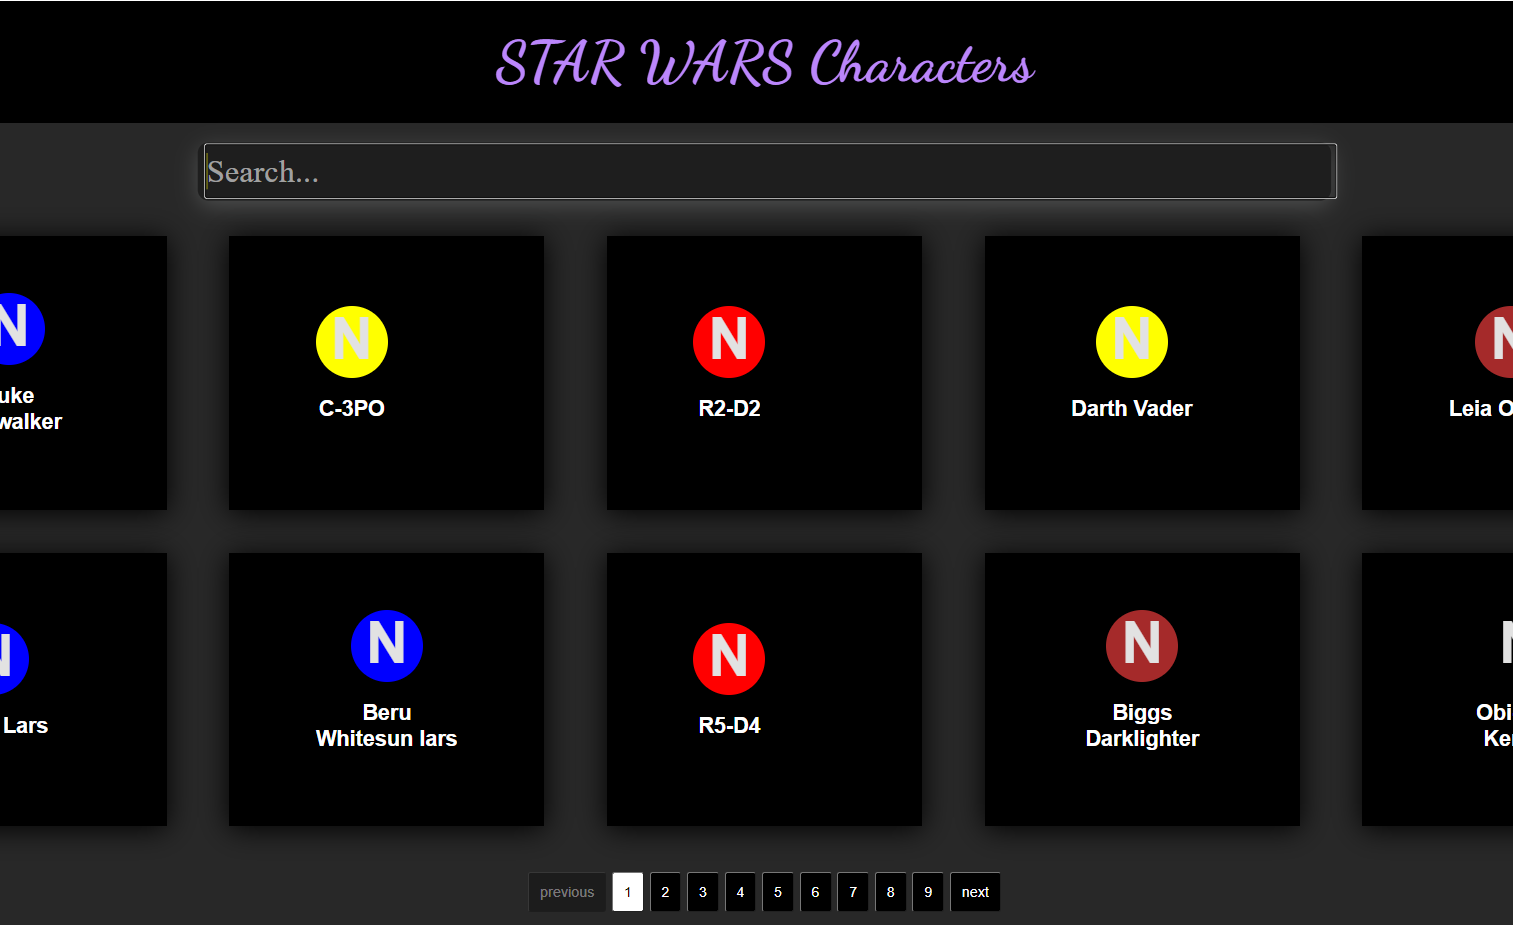 STAR WARS Characters
Search...
N
N
N
N
N
uke
walker
C-3PO
R2-D2
Darth Vader
Leia O
N
N
N
N
N
Lars
Beru
Whitesun lars
R5-D4
Biggs
Darklighter
Obi
Ke
previous 1 2 3 4 5 6 7 8 9 next